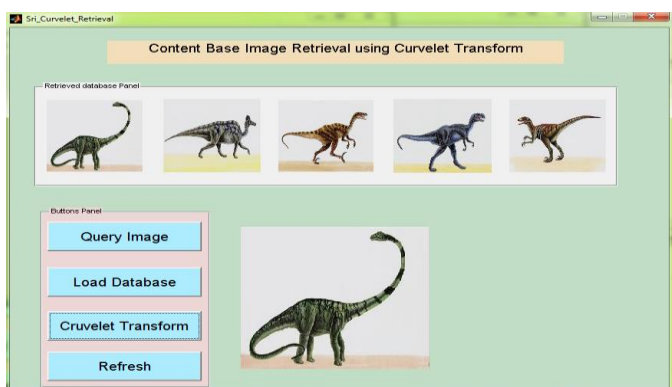 Sri_Curvelet_Retrieval
Content Base Image Retrieval using Curvelet Transform
Retrieved database Panel
Buttons Panel
Query Image
Load Database
Cruvelet Transform
Refresh